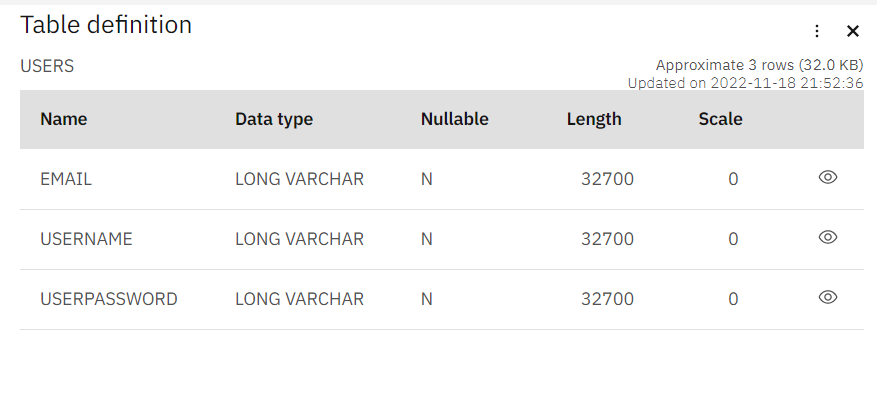 Table definition
USERS
Approximate 3 rows (32.0 KB)
Updated on 2022-11-18 21:52:36
Name Data type Nullable Length Scale
EMAIL LONG VARCHAR N 32700 0
USERNAME LONG VARCHAR N 32700 0
USERPASSWORD LONG VARCHAR N 32700 0